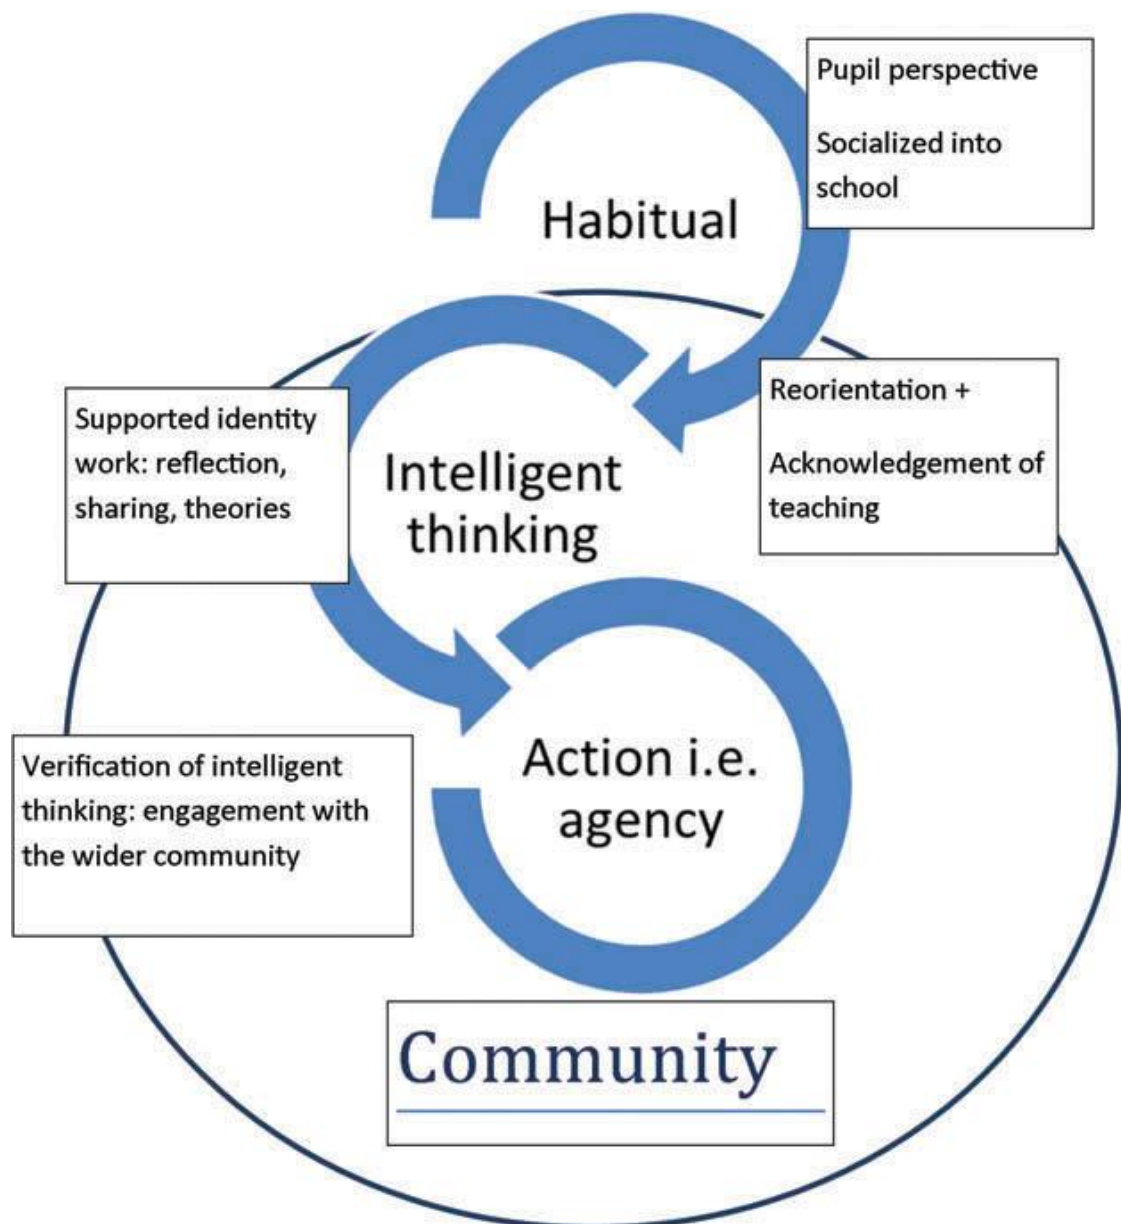 Pupil perspective
Socialized into
school
Habitual
Reorientation +
Acknowledgement of
teaching
Supported identity
work: reflection,
sharing, theories
Intelligent
thinking
Verification of intelligent
thinking: engagement with
the wider community
Action i.e.
agency
Community